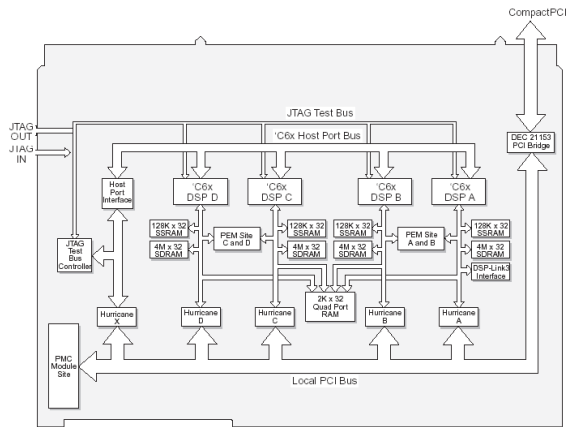 CompactPCI
JTAG Test Bus
JTAG
OUT
JTAG
IN
'C6x Host Port Bus
DEC 21153
PCI Bridge
Host
Port
Interface
'C6x
DSP D
'C6x
DSP C
'C6x
DSP B
'C6x
DSP A
128K x 32
SSRAM
4M x 32
SDRAM
PEM Site
C and D
128K x 32
SSRAM
4M x 32
SDRAM
128K x 32
SSRAM
4M x 32
SDRAM
PEM Site
A and B
128K x 32
SSRAM
4M x 32
SDRAM
DSP-Link3
Interface
JTAG
Test
Bus
Controller
2K x 32
Quad Port
RAM
Hurricane
X
Hurricane
D
Hurricane
C
Hurricane
B
Hurricane
A
PMC
Module
Site
Local PCI Bus